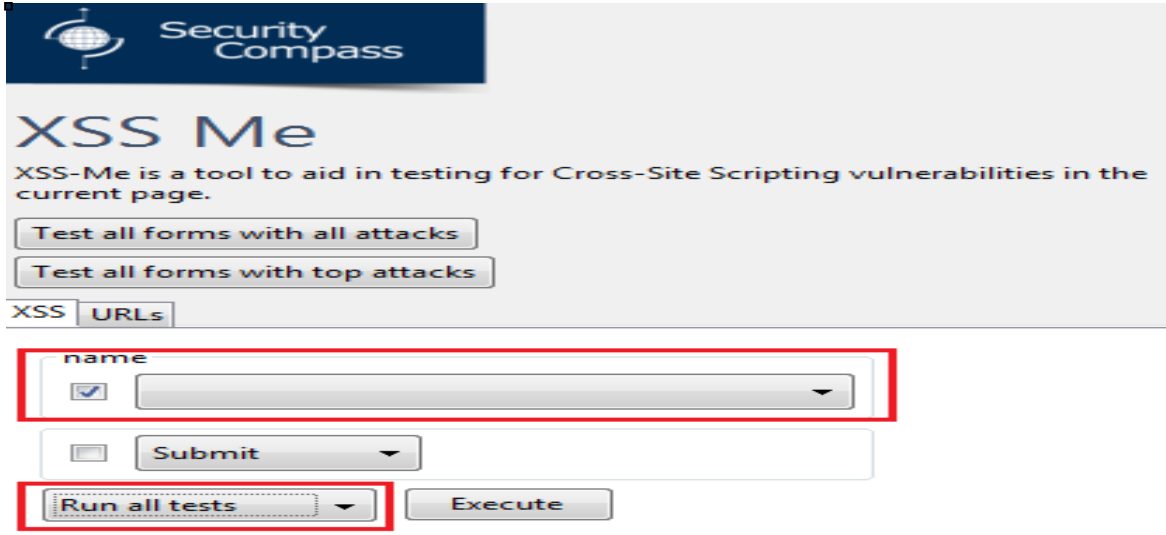 Security
Compass
XSS Me
XSS-Me is a tool to aid in testing for Cross-Site Scripting vulnerabilities in the
current page.
Test all forms with all attacks
Test all forms with top attacks
XSS URLs
name
Submit
Run all tests Execute